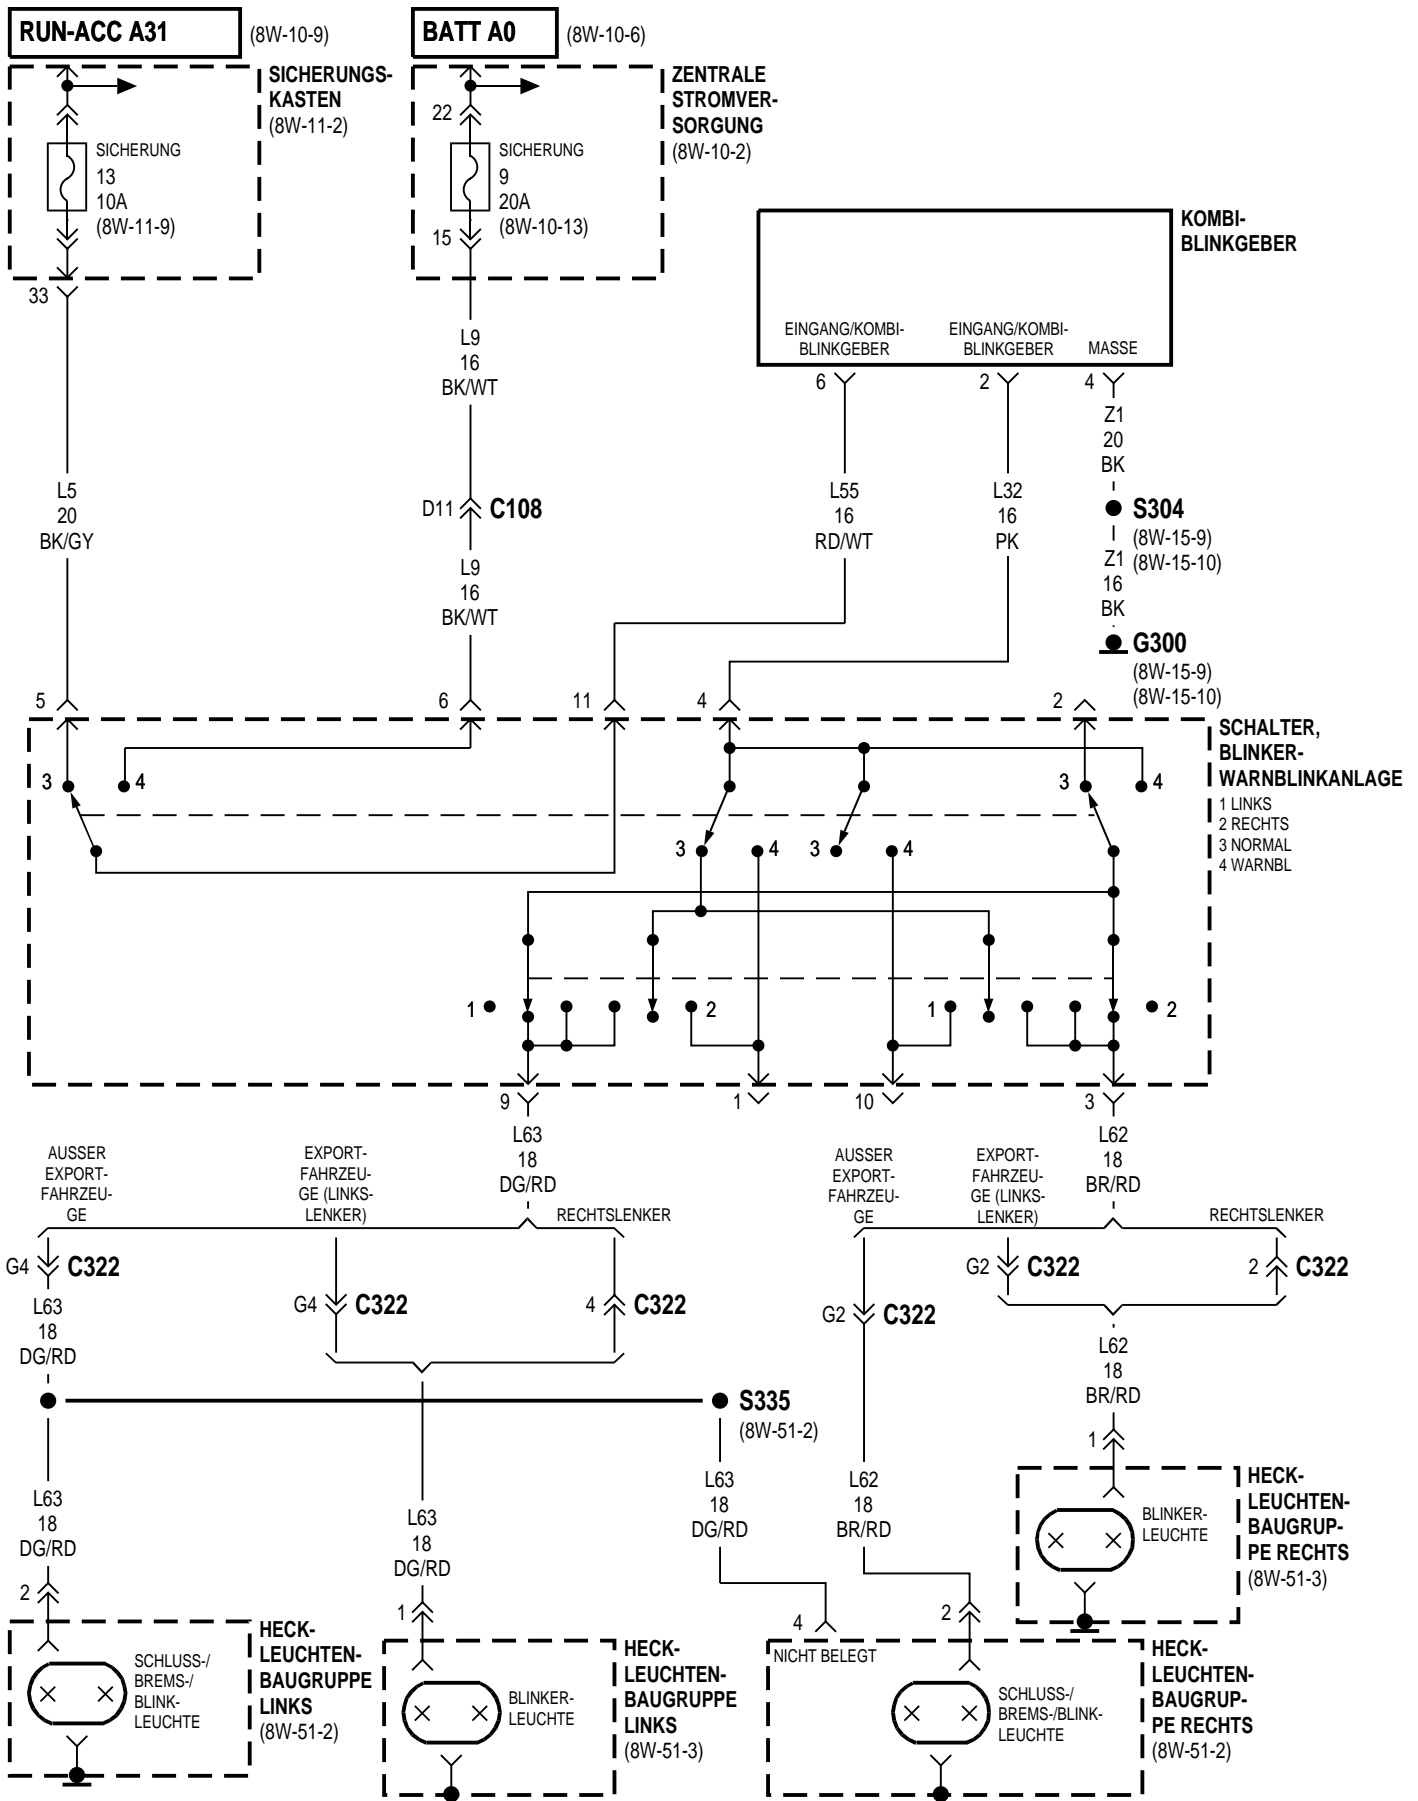 RUN-ACC A31
(8W-10-9)
BATT A0
(8W-10-6)
SICHERUNGS-
KASTEN
(8W-11-2)
SICHERUNG
13
10A
(8W-11-9)
33
ZENTRALE
STROMVER-
SORGUNG
(8W-10-2)
22
SICHERUNG
9
20A
(8W-10-13)
15
KOMBI-
BLINKGEBER
EINGANG/KOMBI-
BLINKGEBER
EINGANG/KOMBI-
BLINKGEBER
MASSE
6
2
4
L9
16
BK/WT
Z1
20
BK
L5
20
BK/GY
D11
C108
L55
16
RD/WT
L32
16
PK
S304
(8W-15-9)
(8W-15-10)
L9
16
BK/WT
Z1
16
BK
G300
(8W-15-9)
(8W-15-10)
5
6
11
4
2
SCHALTER,
BLINKER-
WARNBLINKANLAGE
1 LINKS
2 RECHTS
3 NORMAL
4 WARNBL
3
4
3
4
3
4
3
4
1
2
1
2
9
1
10
3
L63
18
DG/RD
L62
18
BR/RD
AUSSER
EXPORT-
FAHRZEU-
GE
EXPORT-
FAHRZEU-
GE (LINKS-
LENKER)
RECHTSLENKER
AUSSER
EXPORT-
FAHRZEU-
GE
EXPORT-
FAHRZEU-
GE (LINKS-
LENKER)
RECHTSLENKER
G4
C322
G4
C322
4
C322
G2
C322
G2
C322
2
C322
L63
18
DG/RD
L62
18
BR/RD
S335
(8W-51-2)
1
L63
18
DG/RD
L63
18
DG/RD
L63
18
DG/RD
L62
18
BR/RD
BLINKER-
LEUCHTE
HECK-
LEUCHTEN-
BAUGRUP-
PE RECHTS
(8W-51-3)
2
1
4
2
SCHLUSS-/
BREMS-/
BLINK-
LEUCHTE
HECK-
LEUCHTEN-
BAUGRUPPE
LINKS
(8W-51-2)
BLINKER-
LEUCHTE
HECK-
LEUCHTEN-
BAUGRUPPE
LINKS
(8W-51-3)
NICHT BELEGT
SCHLUSS-/
BREMS-/BLINK-
LEUCHTE
HECK-
LEUCHTEN-
BAUGRUP-
PE RECHTS
(8W-51-2)